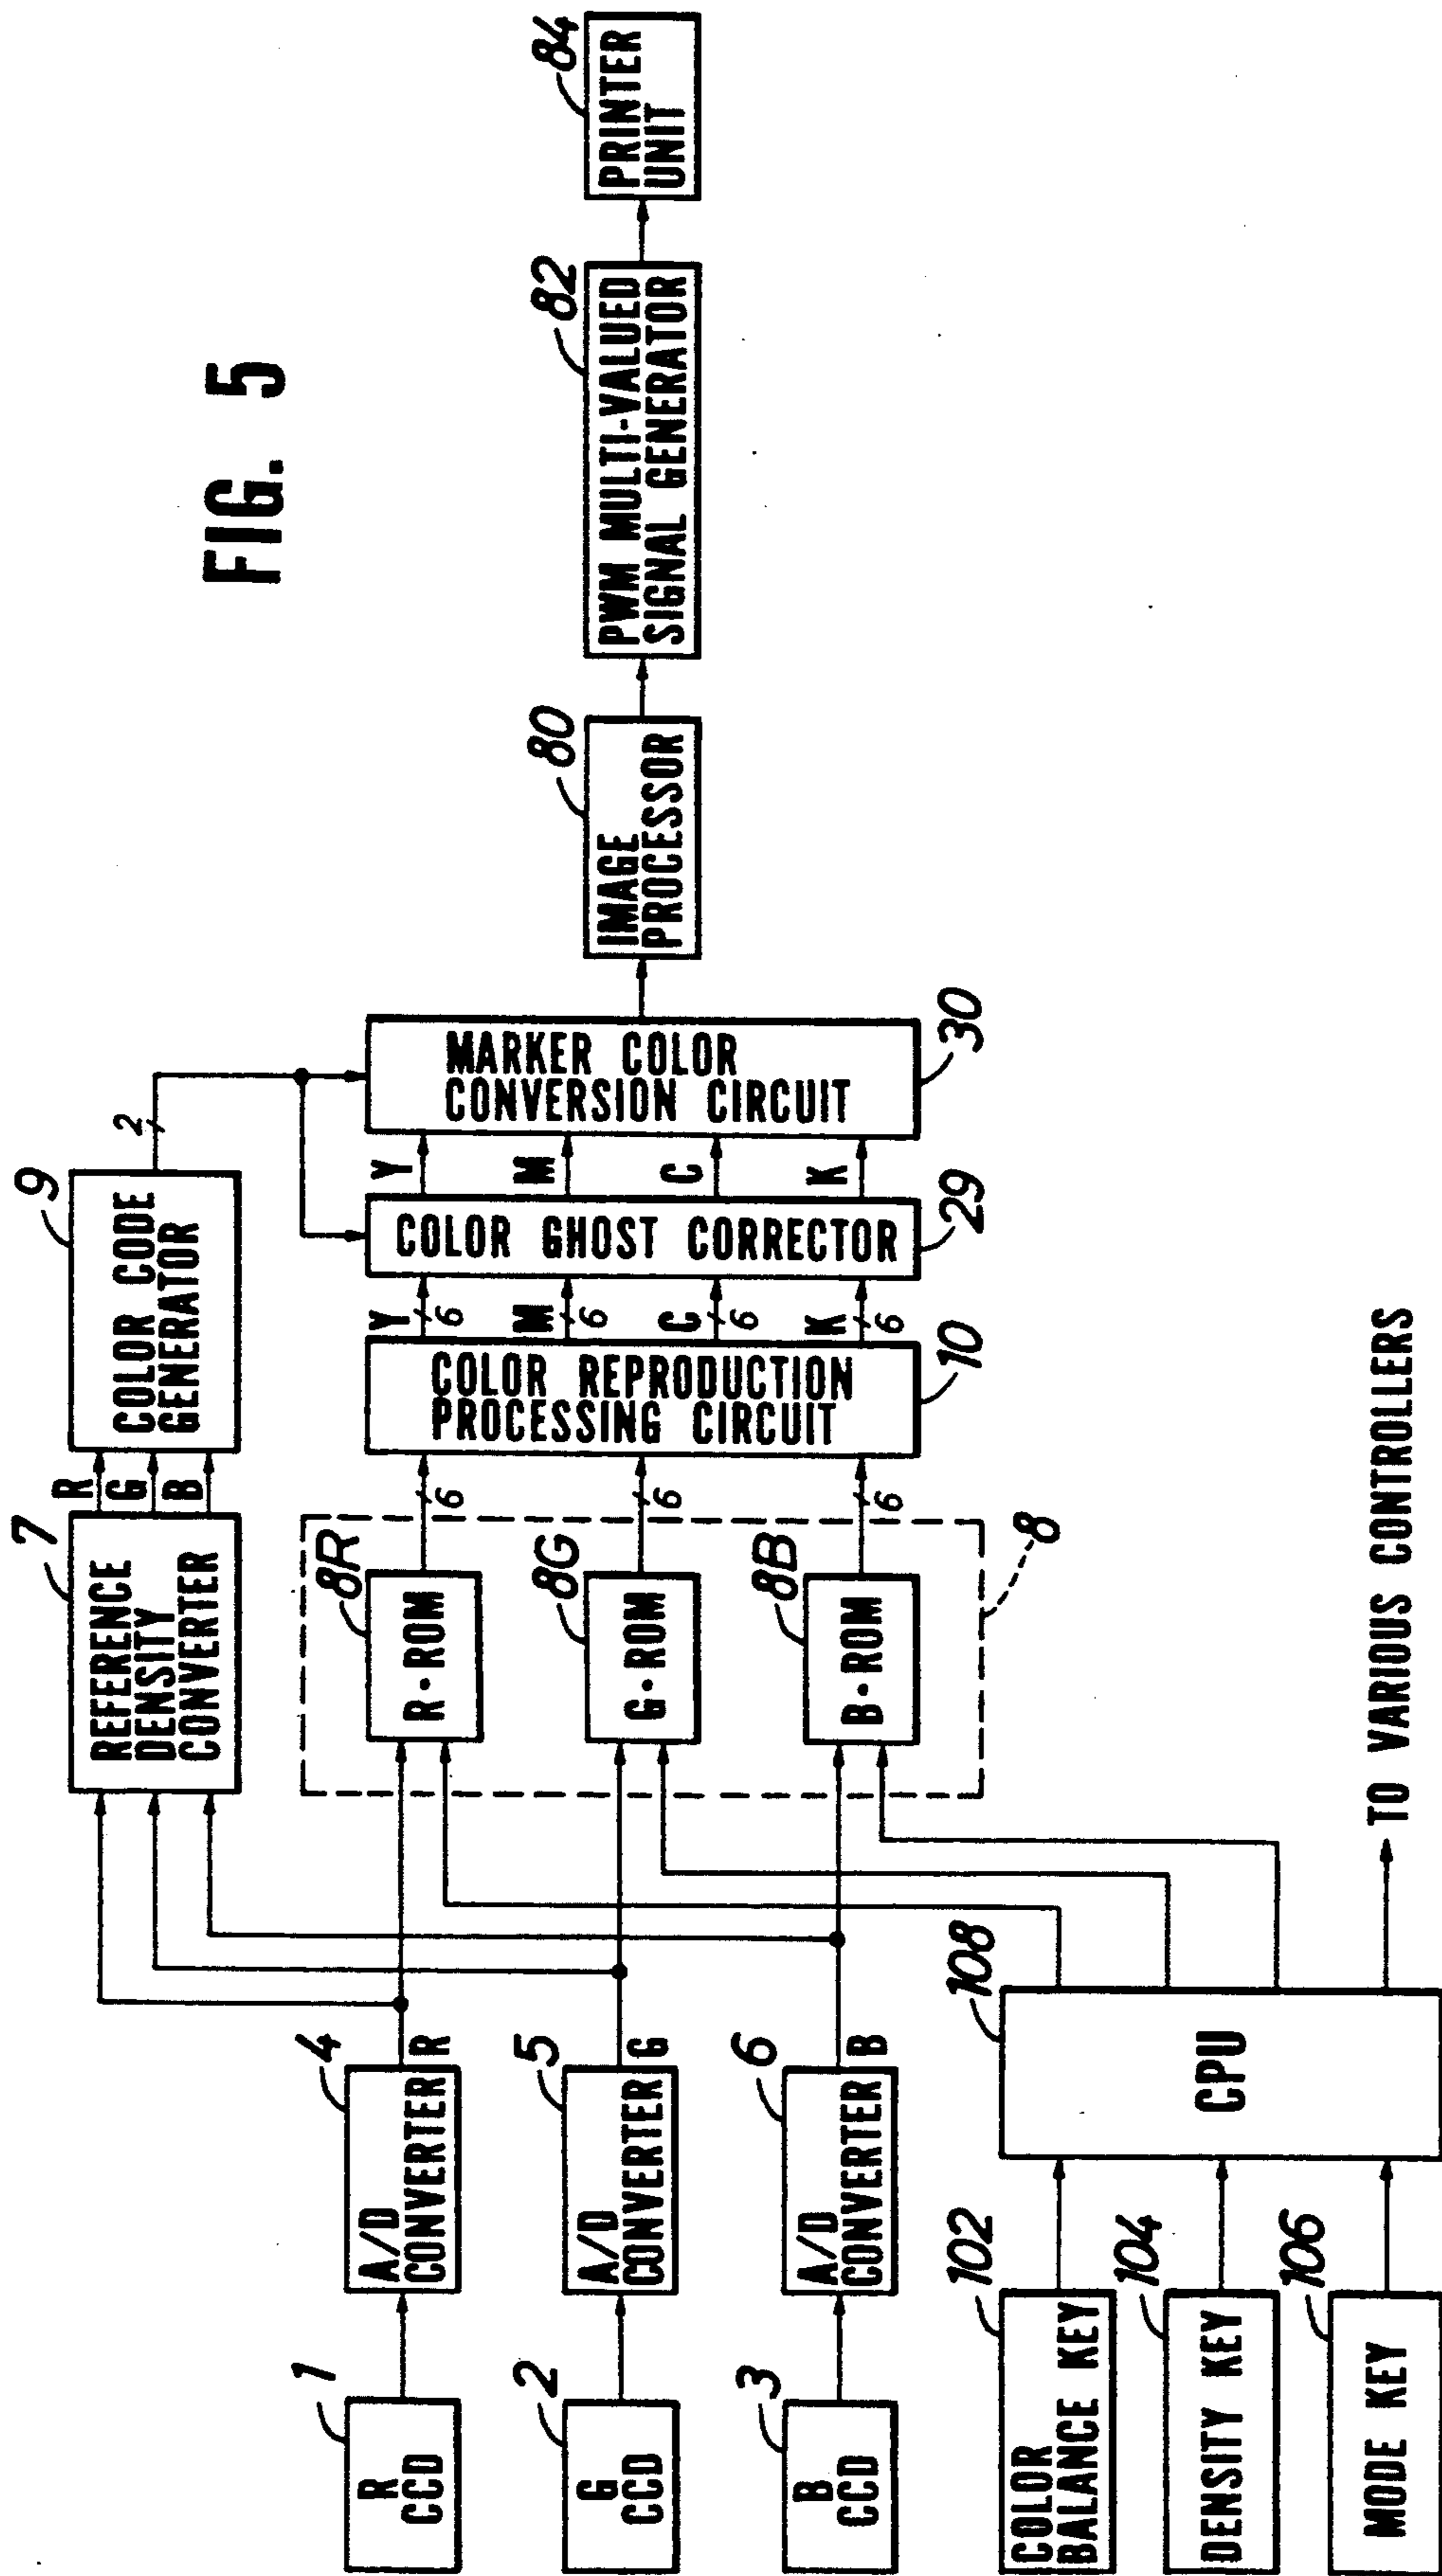 FIG. 5
1
R
CCD
2
G
CCD
3
B
CCD
4
A/D
CONVERTER
R
5
A/D
CONVERTER
G
6
A/D
CONVERTER
B
7
REFERENCE
DENSITY
CONVERTER
R
G
B
9
COLOR CODE
GENERATOR
2
8R
R·ROM
6
8G
G·ROM
6
8B
B·ROM
6
8
COLOR REPRODUCTION
PROCESSING CIRCUIT
10
Y
6
M
6
C
6
K
6
COLOR GHOST CORRECTOR
29
Y
M
C
K
MARKER COLOR
CONVERSION CIRCUIT
30
80
IMAGE
PROCESSOR
82
PWM MULTI-VALUED
SIGNAL GENERATOR
84
PRINTER
UNIT
102
COLOR
BALANCE KEY
104
DENSITY KEY
106
MODE KEY
108
CPU
TO VARIOUS CONTROLLERS